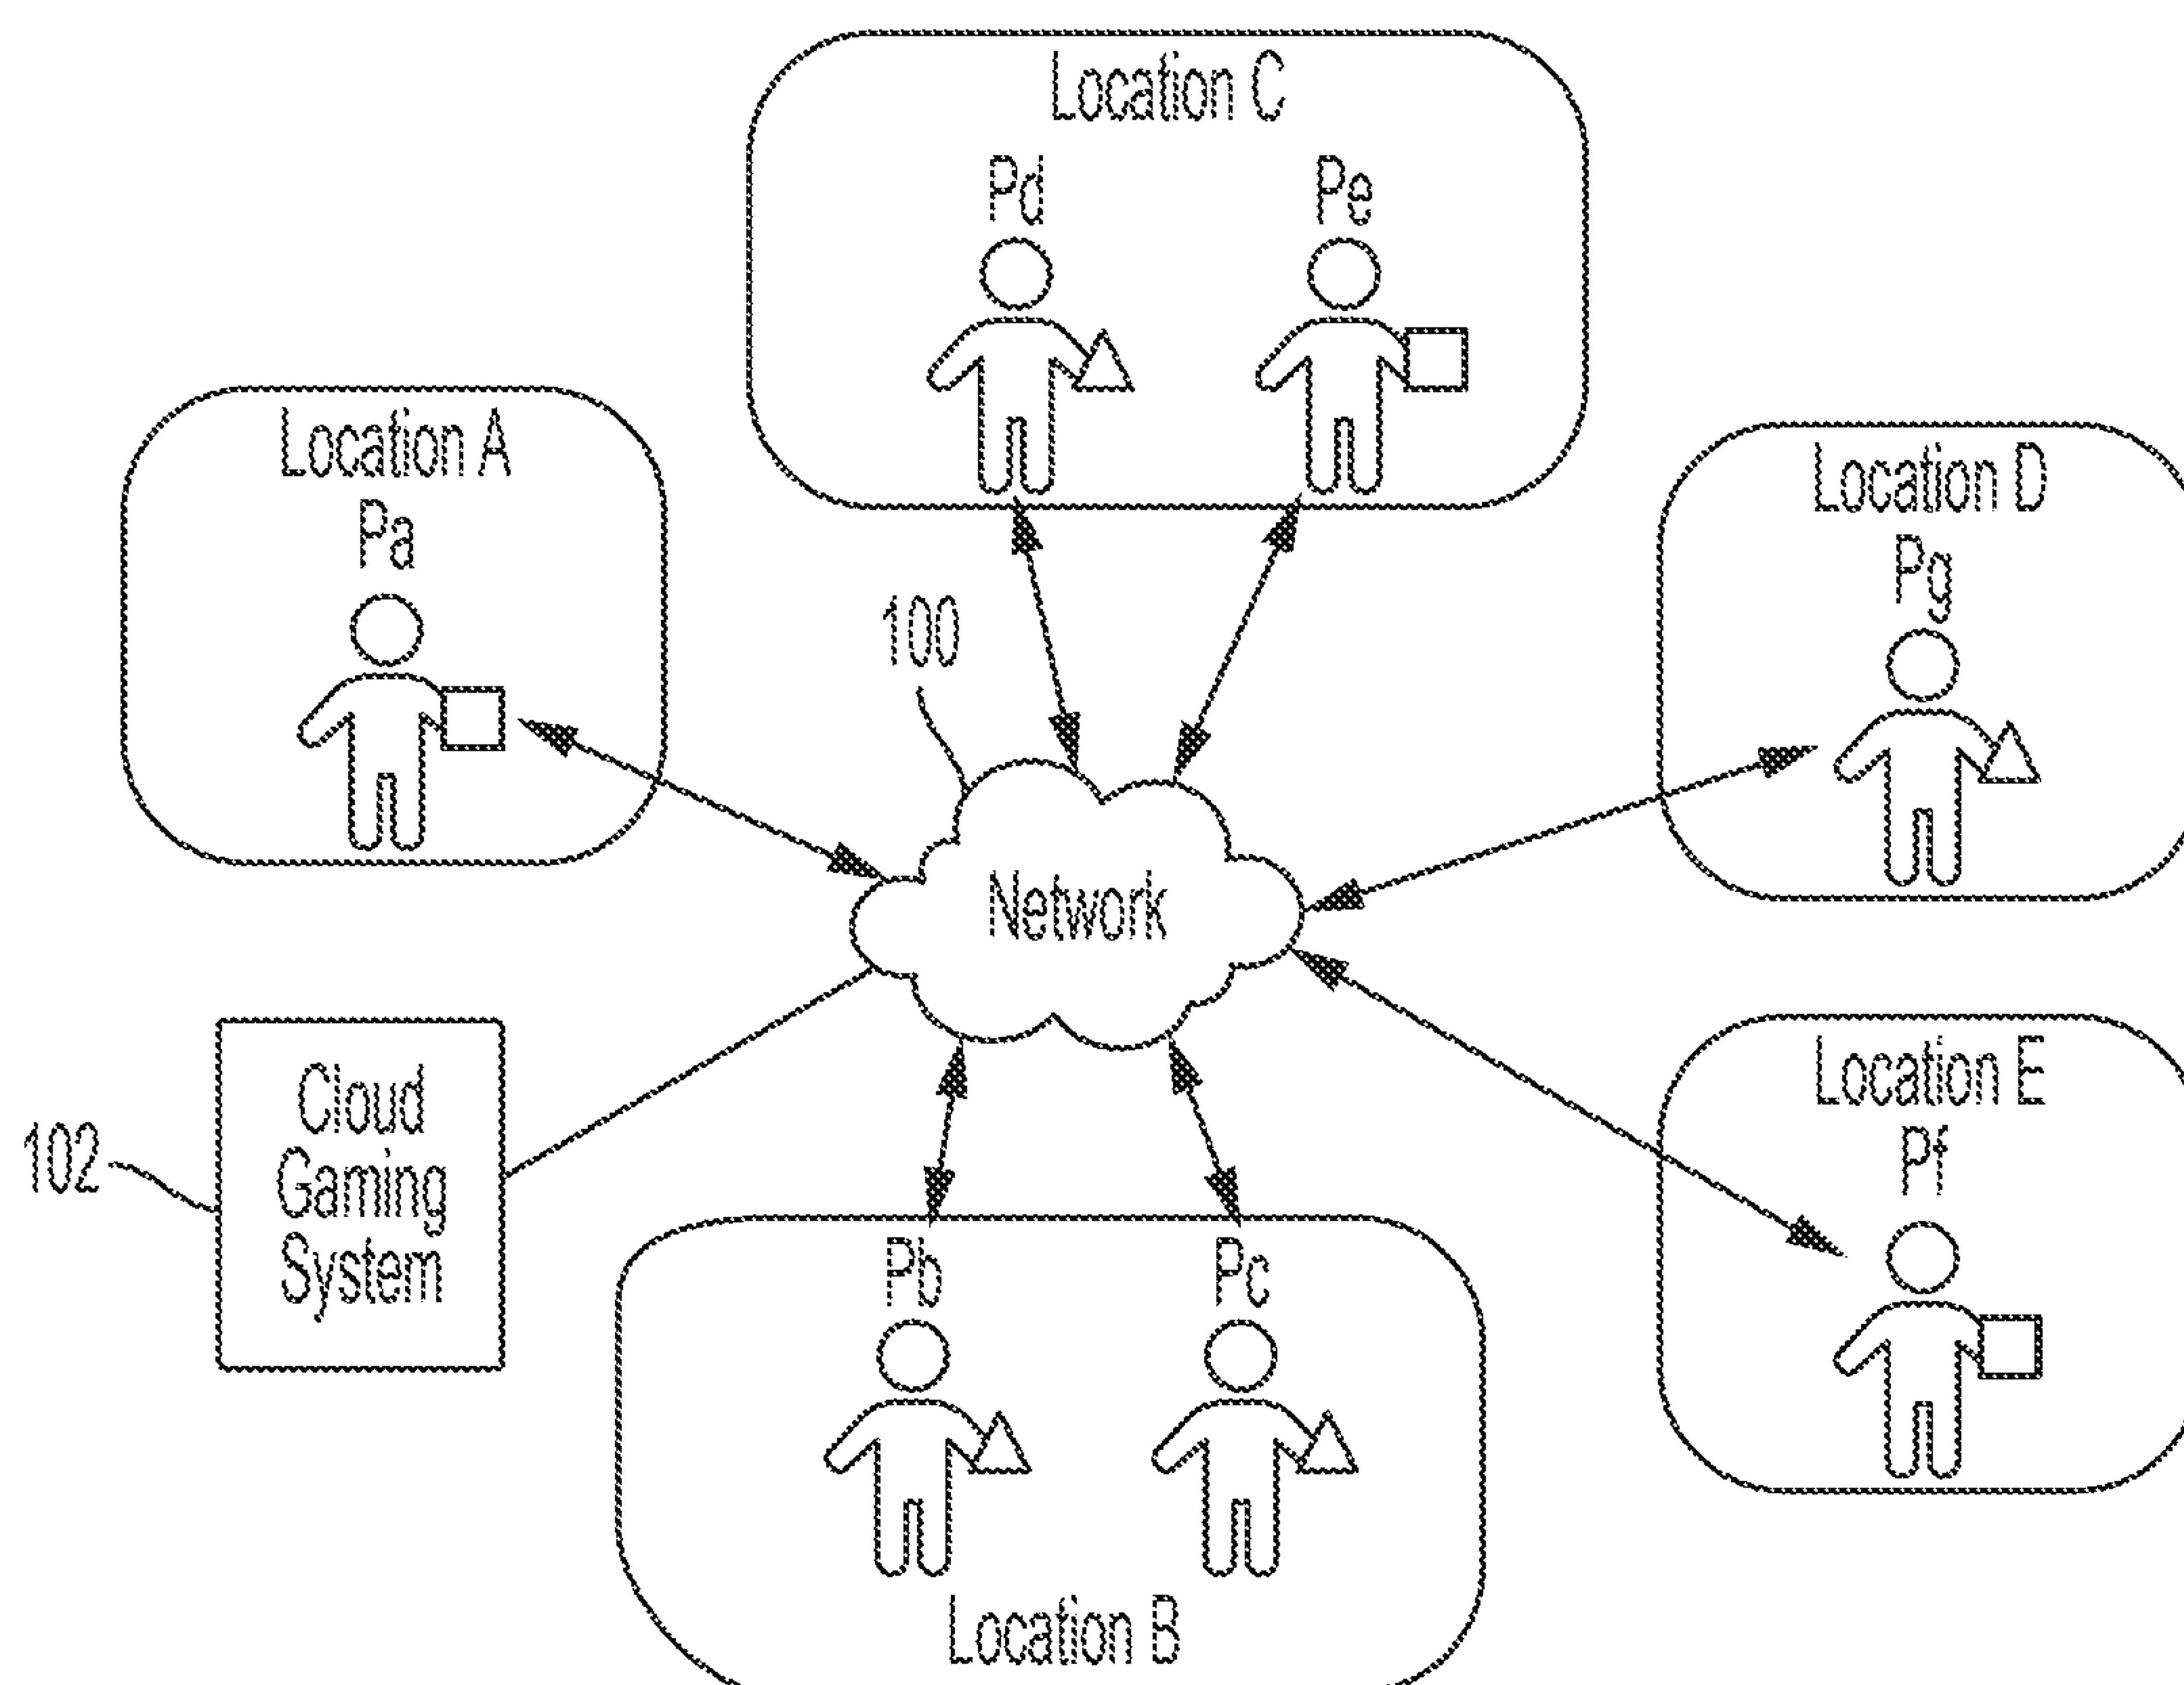 Location C
Pd
Pe
Location A
Pa
Location D
Pg
100
Network
Cloud
Gaming
System
102
Location E
Pf
Pb
Pc
Location B